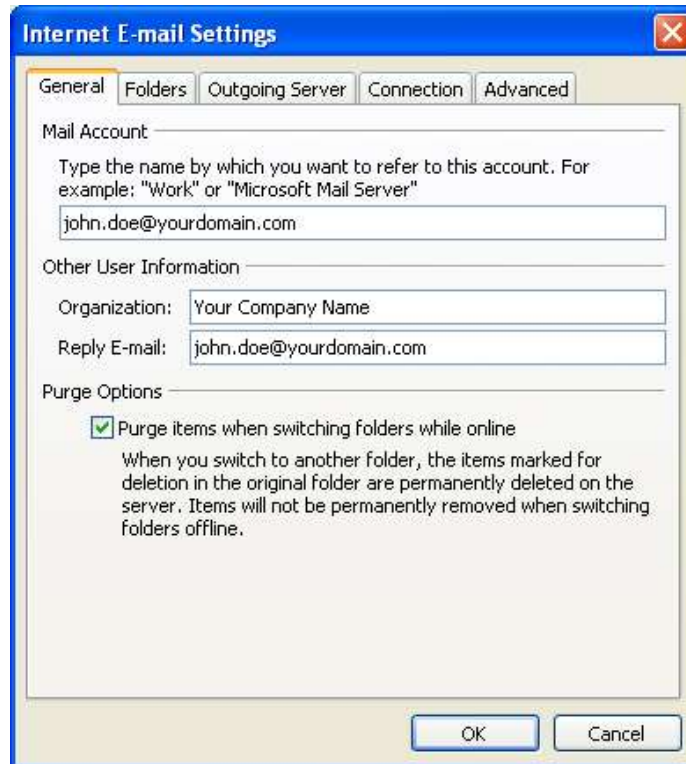 Internet E-mail Settings
General Folders Outgoing Server Connection Advanced
Mail Account
Type the name by which you want to refer to this account. For
example: "Work" or "Microsoft Mail Server"
john.doe@yourdomain.com
Other User Information
Organization: Your Company Name
Reply E-mail: john.doe@yourdomain.com
Purge Options
Purge items when switching folders while online
When you switch to another folder, the items marked for
deletion in the original folder are permanently deleted on the
server. Items will not be permanently removed when switching
folders offline.
OK Cancel